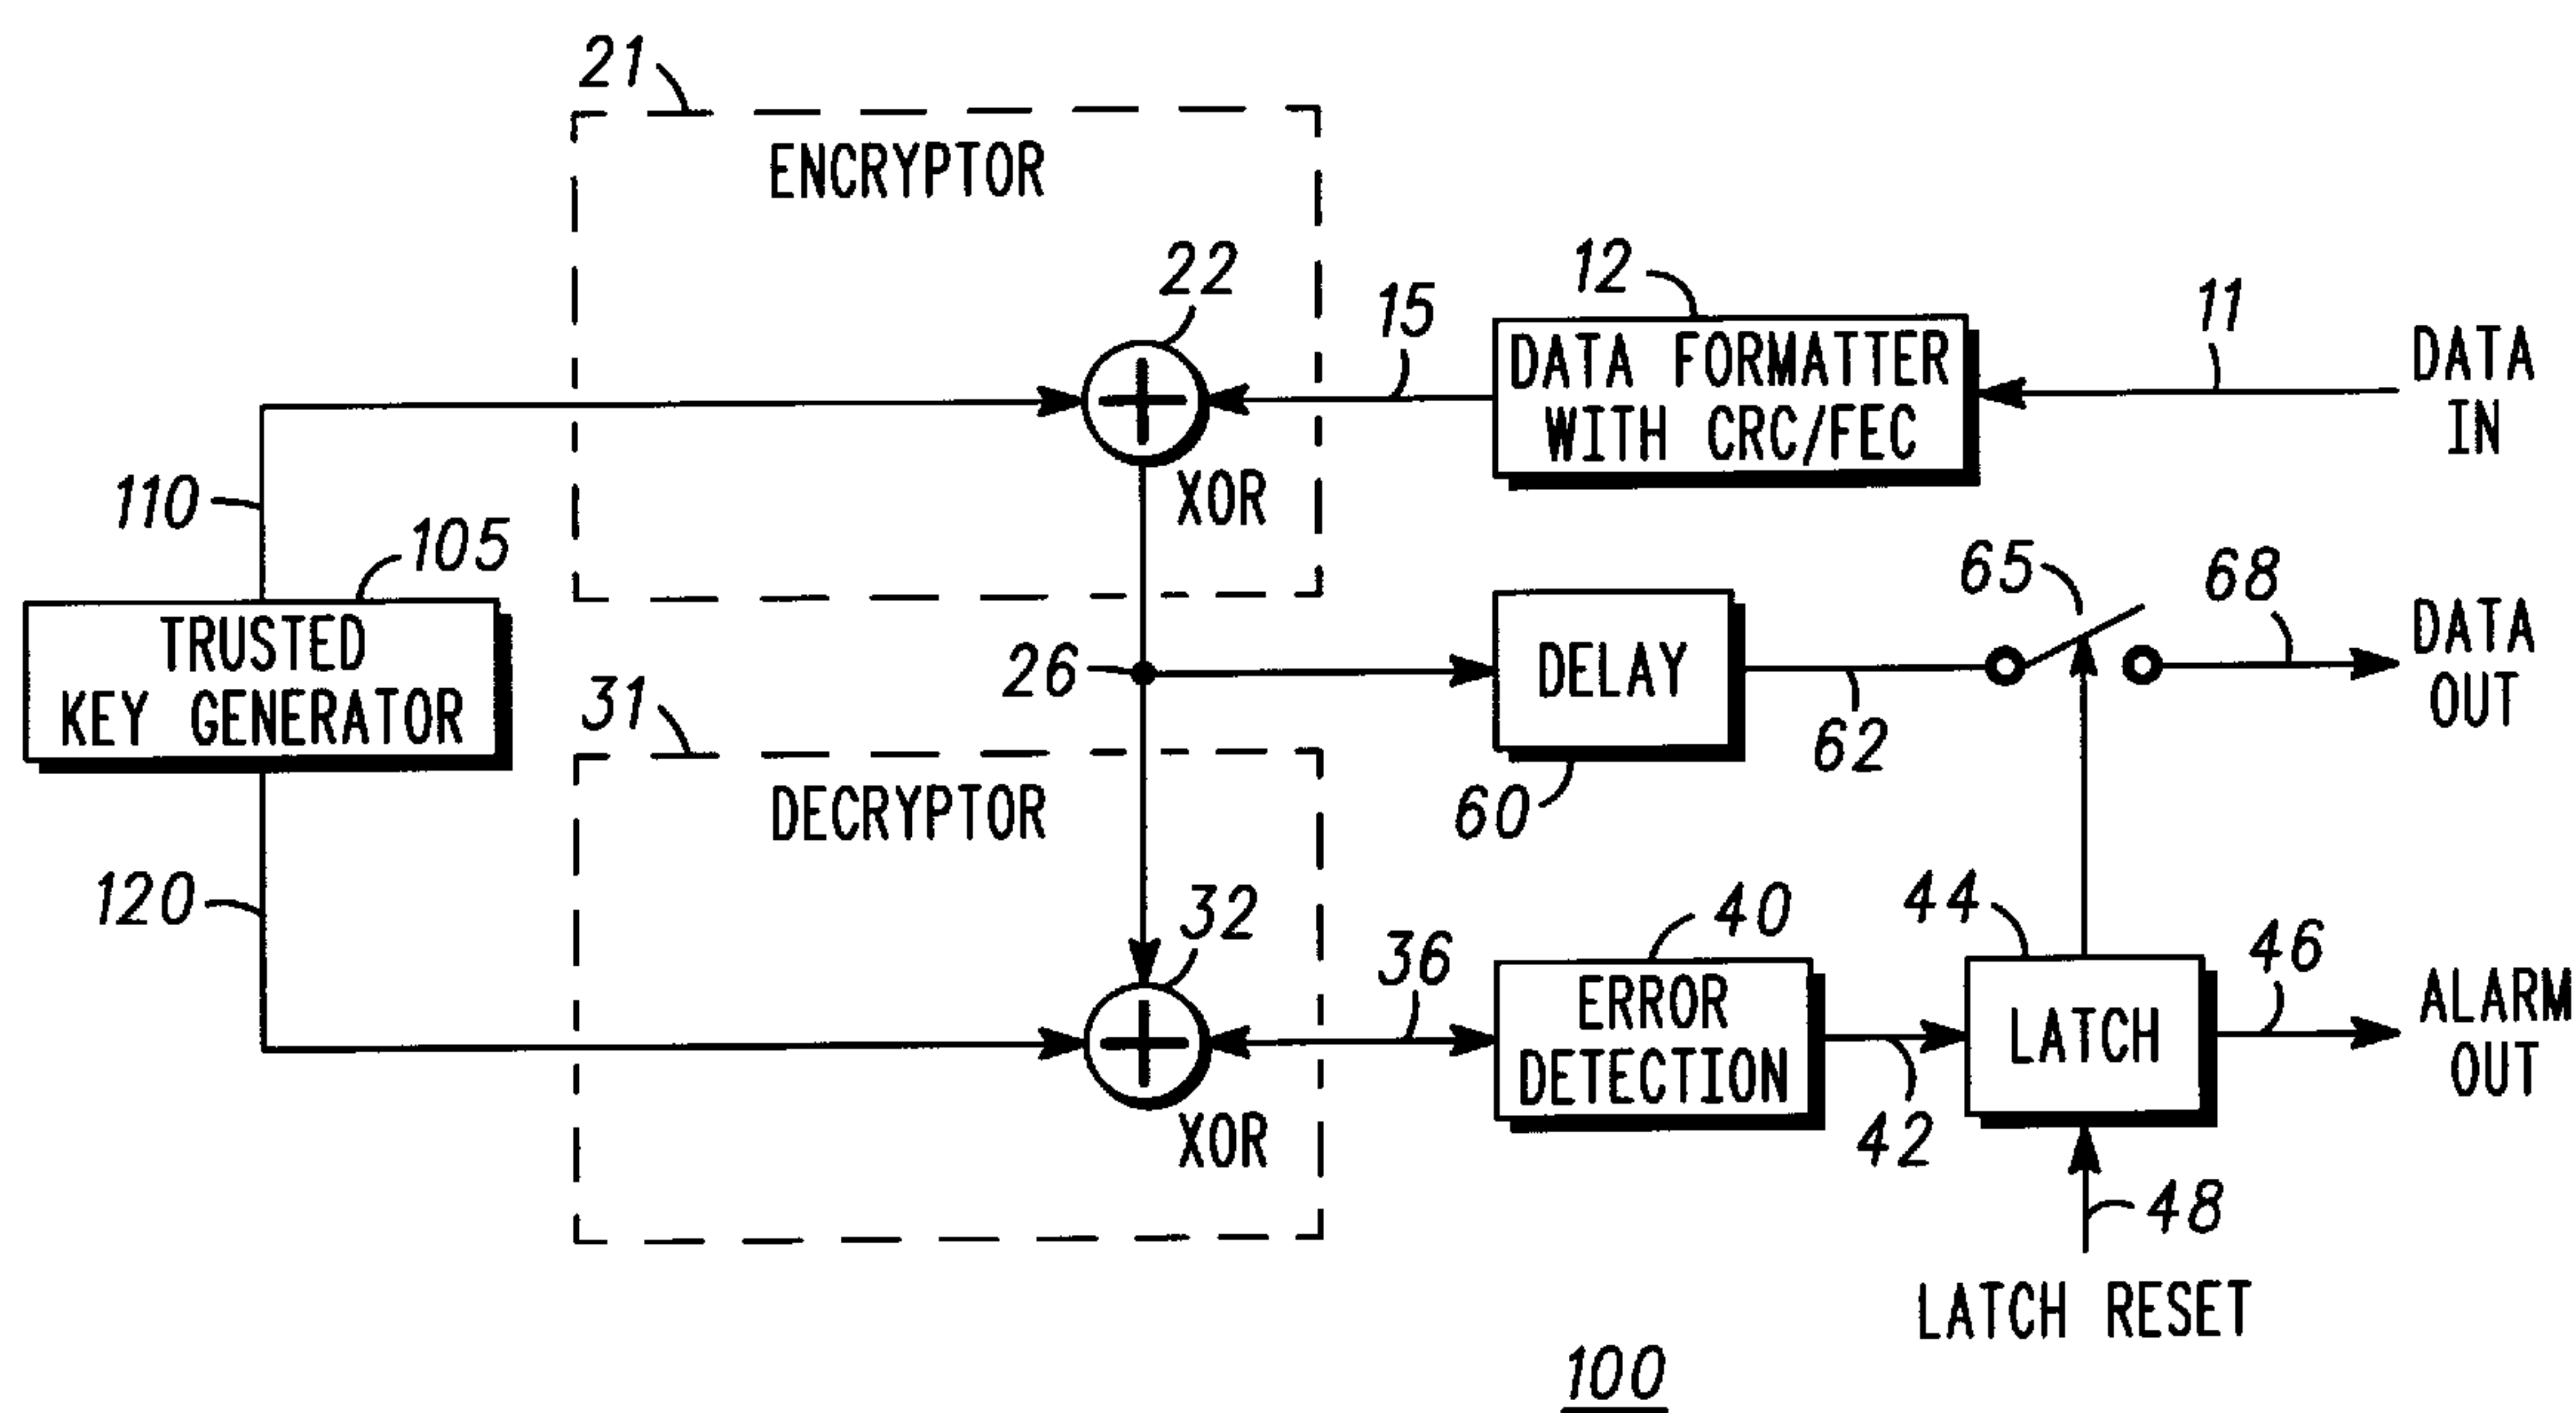 21
ENCRYPTOR
22
XOR
15
12
DATA FORMATTER
WITH CRC/FEC
11
DATA
IN
110
105
TRUSTED
KEY GENERATOR
120
26
DELAY
60
62
65
68
DATA
OUT
31
DECRYPTOR
32
XOR
36
40
ERROR
DETECTION
42
44
LATCH
46
ALARM
OUT
48
LATCH RESET
100